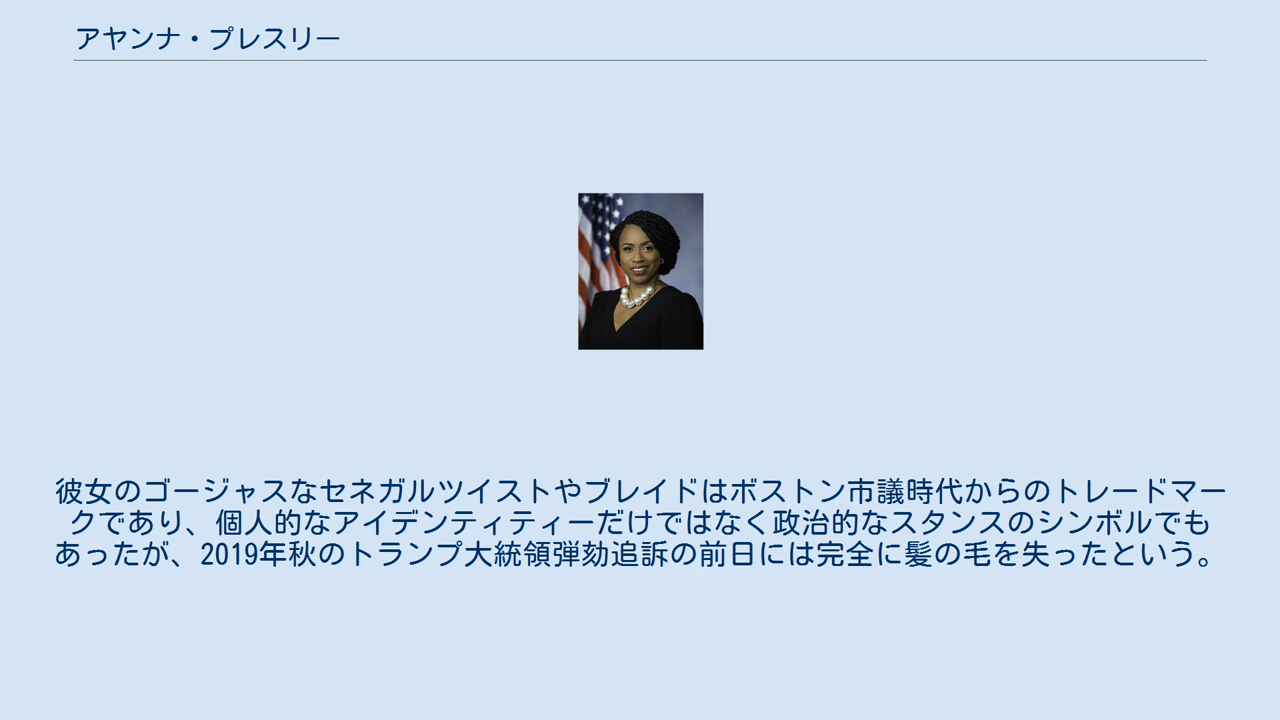 アヤンナ・プレスリー
彼女のゴージャスなセネガルツイストやブレイドはボストン市議時代からのトレードマー
クであり、個人的なアイデンティティーだけではなく政治的なスタンスのシンボルでも
あったが、2019年秋のトランプ大統領弾劾追訴の前日には完全に髪の毛を失ったという。